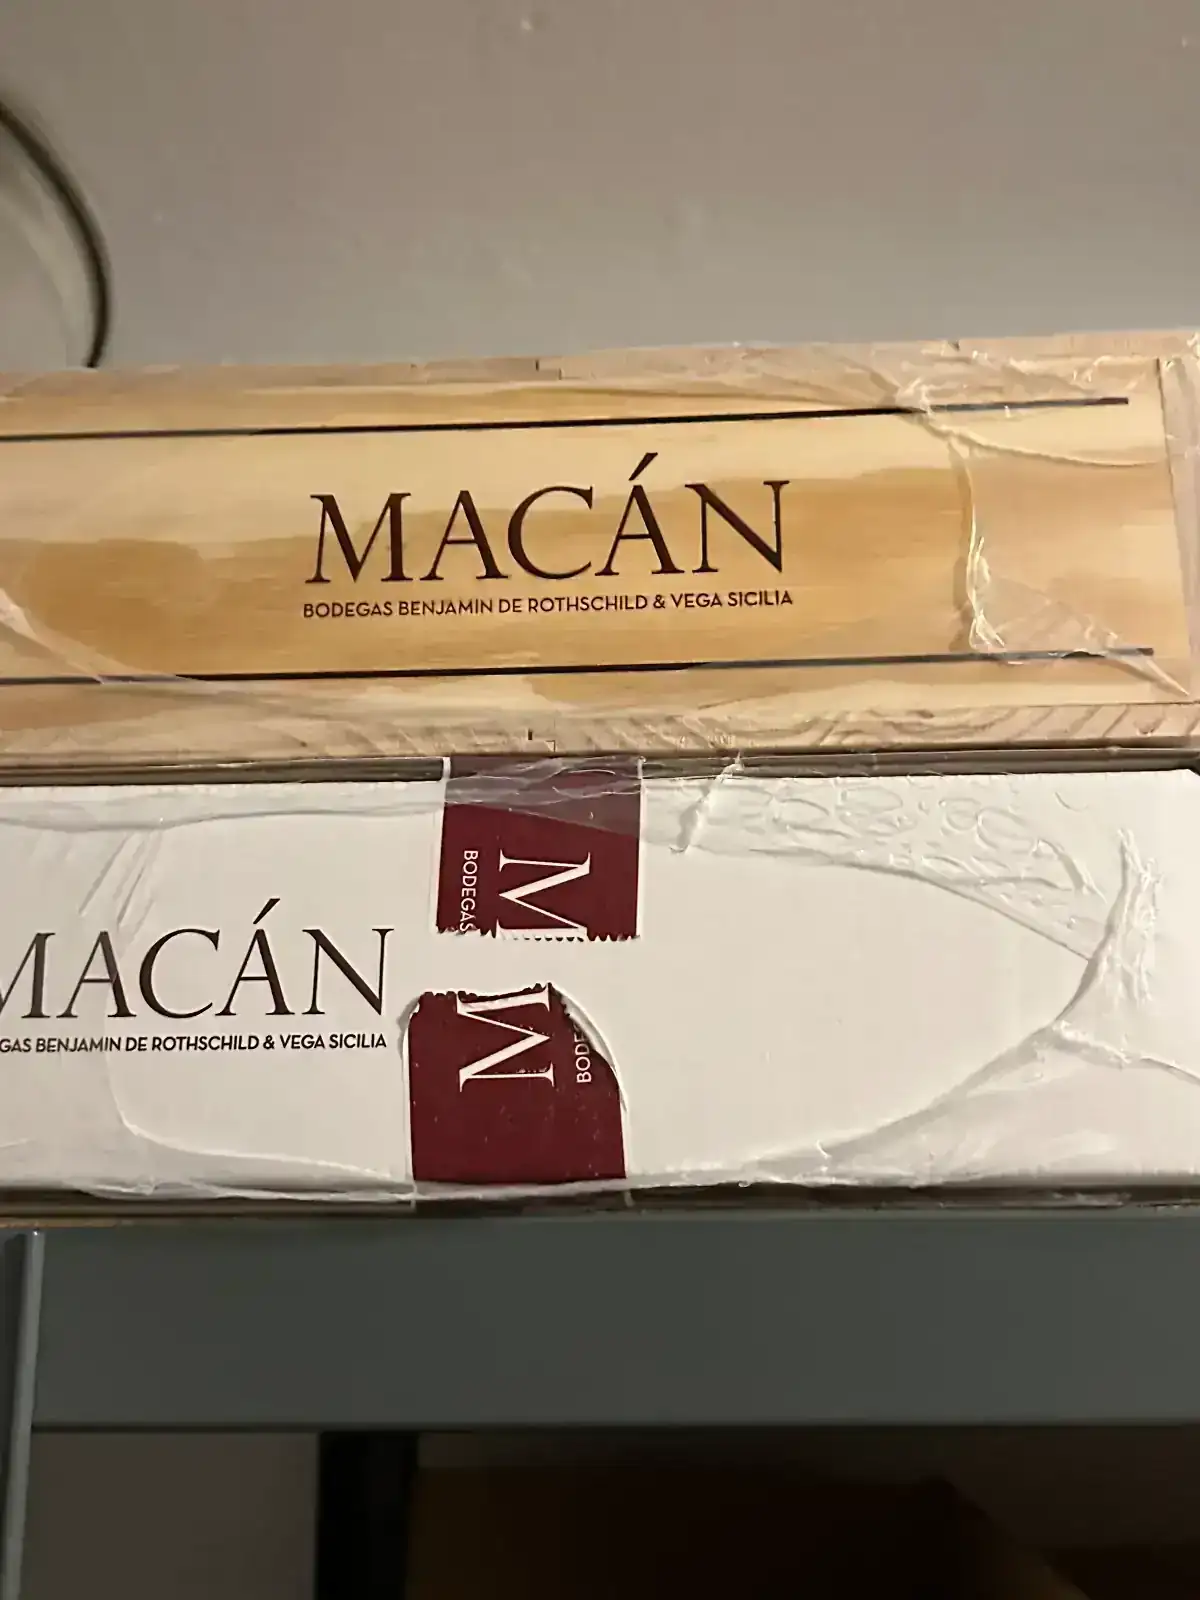 MACÁN
BODEGAS BENJAMIN DE ROTHSCHILD & VEGA SICILIA
M
BODEGAS
MACÁN
GAS BENJAMIN DE ROTHSCHILD & VEGA SICILIA
M
BODE